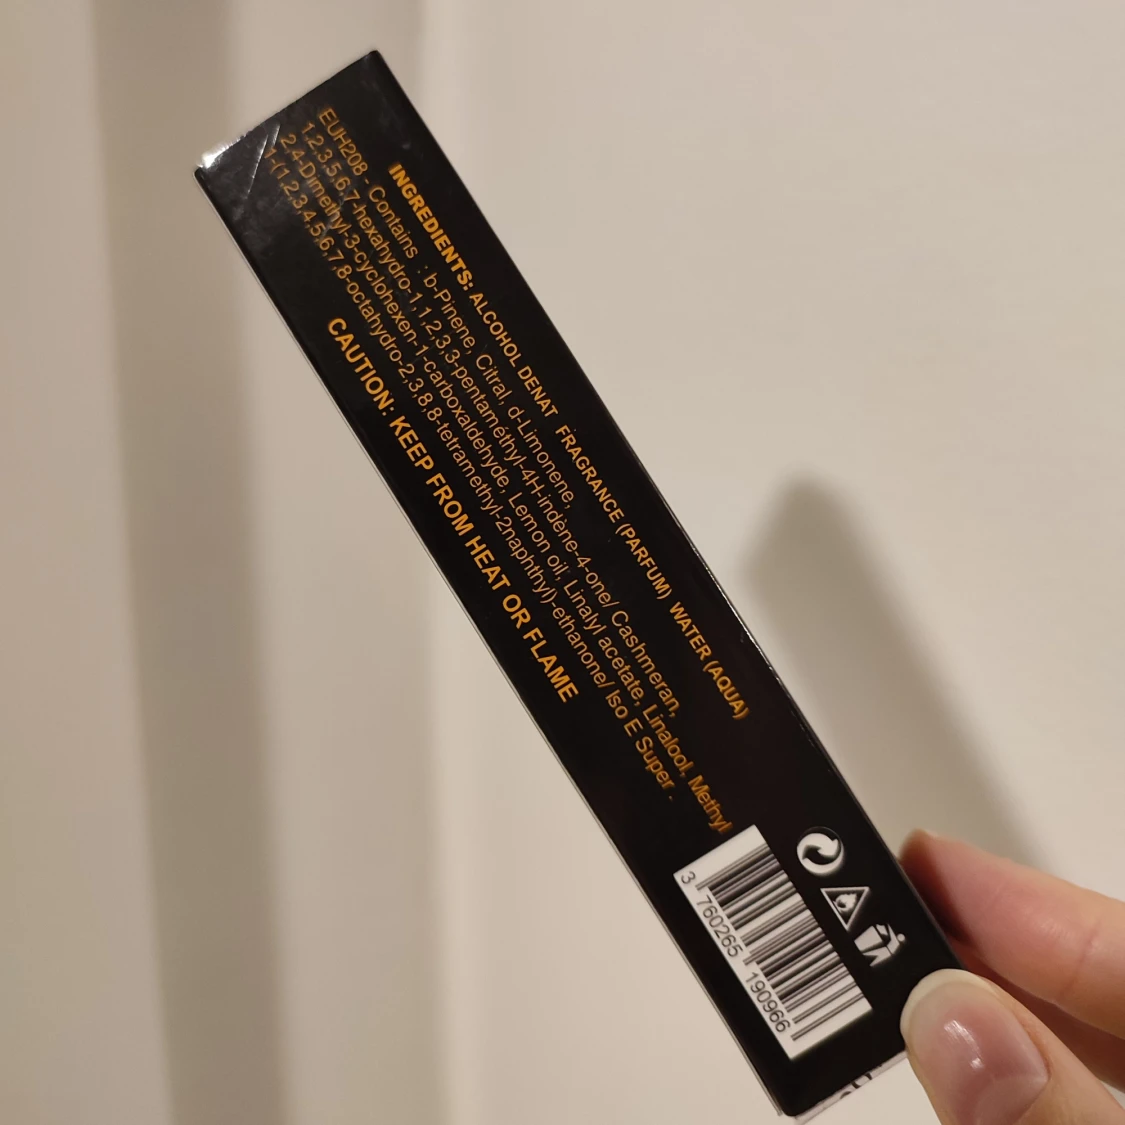 INGREDIENTS: ALCOHOL DENAT FRAGRANCE (PARFUM) WATER (AQUA)
EUH208 - Contains : b-Pinene, Citral, d-Limonene,
1,2,3,5,6,7-hexahydro-1,1,2,3,3-pentaméthyl-4H-indène-4-one/ Cashmeran,
2,4-Dimethyl-3-cyclohexen-1-carboxaldehyde, Lemon oil, Linalyl acetate, Linalool, Methyl
1-(1,2,3,4,5,6,7,8-octahydro-2,3,8,8-tetramethyl-2naphthyl)-ethanone/ Iso E Super .
CAUTION: KEEP FROM HEAT OR FLAME
3 760265 190966